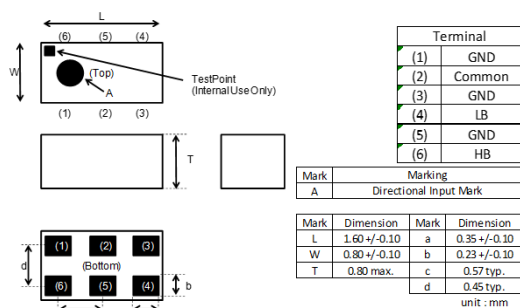 L
(6) (5) (4)
W
(Top)
TestPoint
(Internal Use Only)
A
(1) (2) (3)
T
(1) (2) (3)
d
(Bottom)
(6) (5) (4)
b
Terminal
(1) GND
(2) Common
(3) GND
(4) LB
(5) GND
(6) HB
Mark Marking
A Directional Input Mark
Mark Dimension Mark Dimension
L 1.60 +/-0.10 a 0.35 +/-0.10
W 0.80 +/-0.10 b 0.23 +/-0.10
T 0.80 max. c 0.57 typ.
d 0.45 typ.
unit : mm